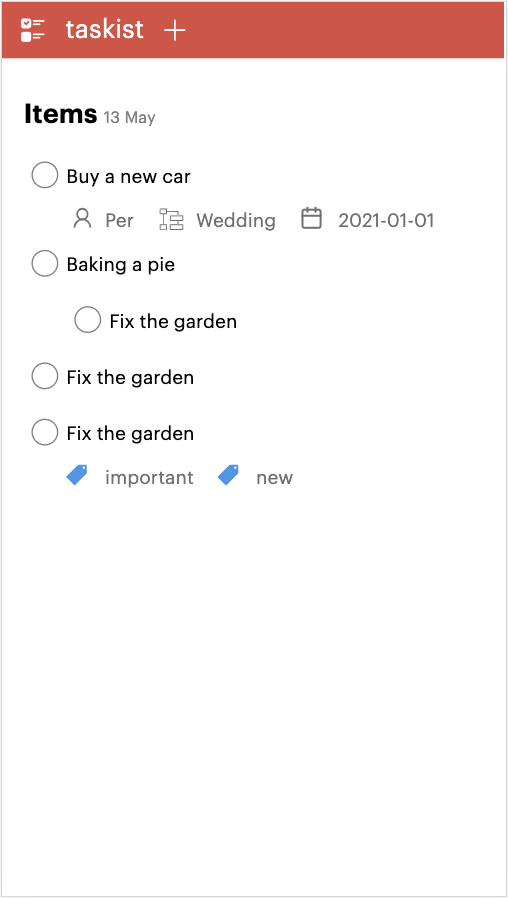 taskist
Items 13 May
Buy a new car
Per Wedding 2021-01-01
Baking a pie
Fix the garden
Fix the garden
Fix the garden
important new